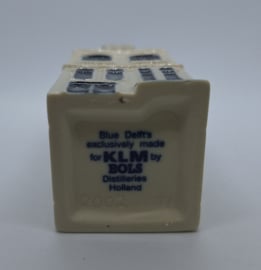 Blue Delft's
exclusively made
for KLM by
BOLS
Distilleries
Holland